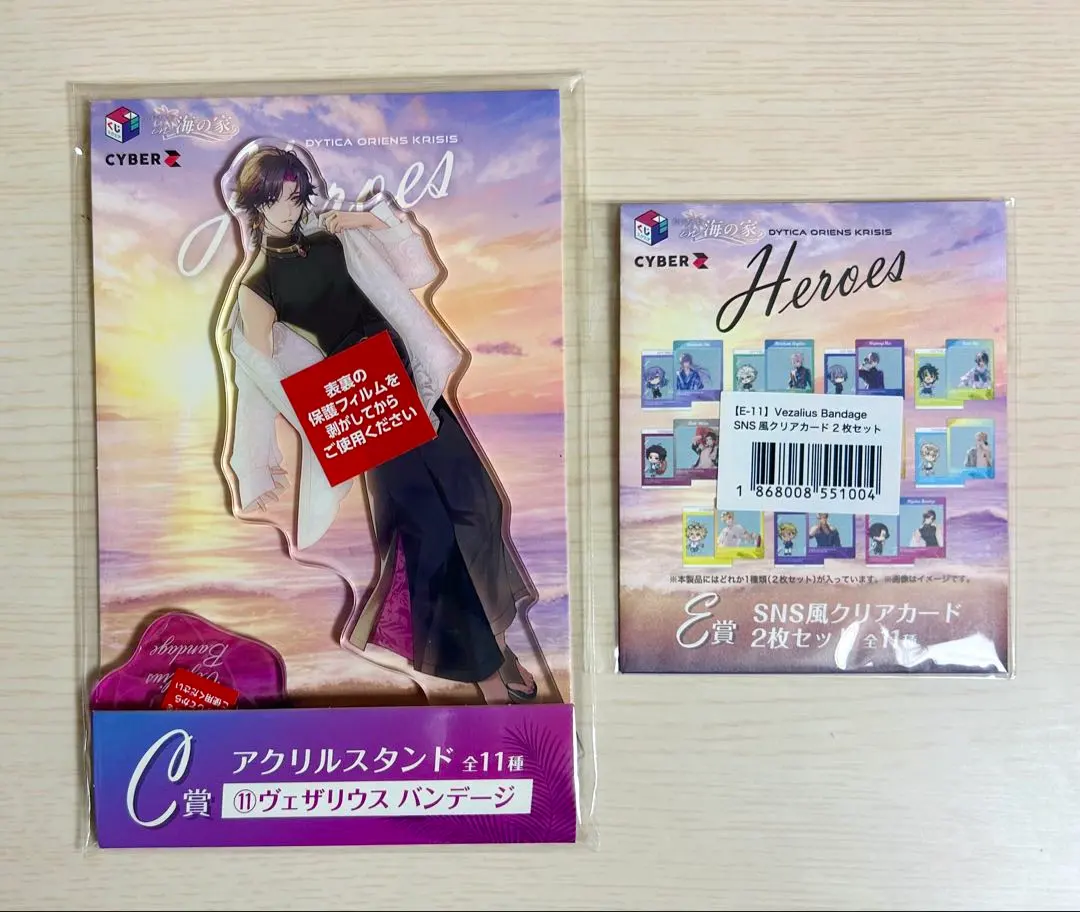 くじ
海の家
CYBER Z
DYTICA ORIENS KRISIS
Heroes
表裏の
保護フィルムを
剥がしてから
ご使用ください
Bandage
ください
C賞
アクリルスタンド 全11種
⑪ヴェザリウス バンデージ
くじ
海の家
DYTICA ORIENS KRISIS
CYBER Z
Heroes
【E-11】Vezalius Bandage
SNS 風クリアカード 2 枚セット
1 868008 551004
※本製品にはどれか1種類(2枚セット)が入っています。※画像はイメージです。
E賞
SNS風クリアカード
2枚セット 全11種